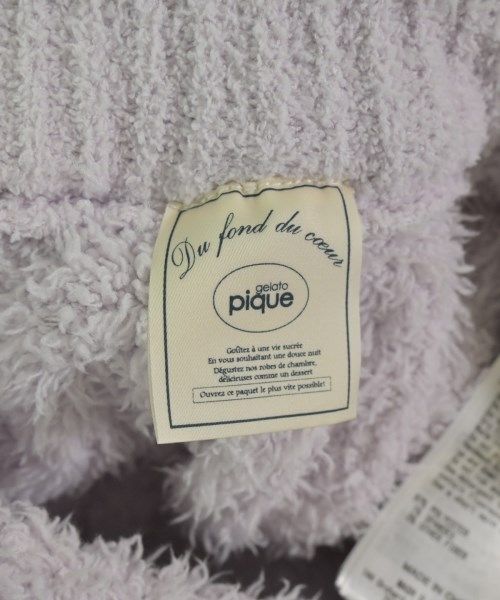 Du fond du cœur
gelato
pique
Goûtez à une vie sucrée
En vous souhaitant une douce nuit
Dégustez nos robes de chambre,
délicieuses comme un dessert
Ouvrez ce paquet le plus vite possible!